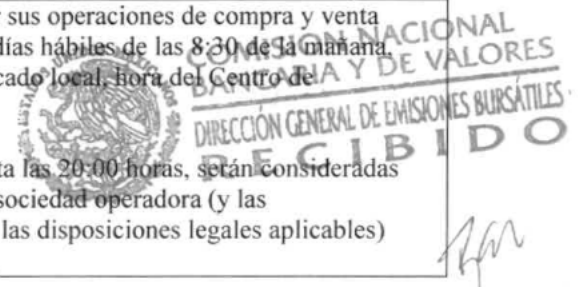 r sus operaciones de compra y venta
días hábiles de las 8:30 de la mañana,
cado local, hora del Centro de
COMISION NACIONAL
BANCARIA Y DE VALORES
DIRECCIÓN GENERAL DE EMISIONES BURSÁTILES
RECIBIDO
ta las 20:00 horas, serán consideradas
sociedad operadora (y las
las disposiciones legales aplicables)